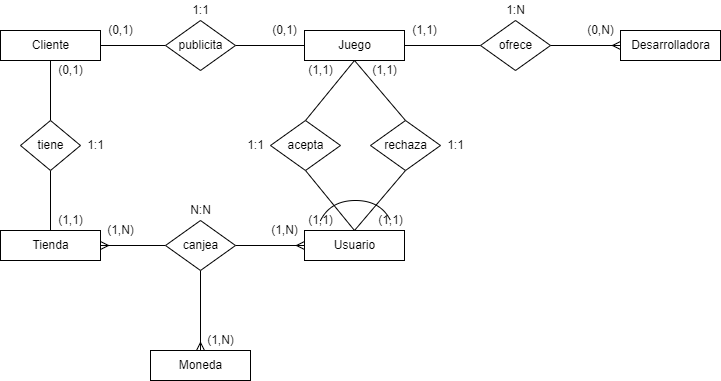 1:1
1:N
(0,1)
(0,1)
(1,1)
(0,N)
Cliente
publicita
Juego
ofrece
Desarrolladora
(0,1)
(1,1)
(1,1)
tiene
1:1
1:1
acepta
rechaza
1:1
N:N
(1,1)
(1,N)
(1,N)
(1,1)
(1,1)
Tienda
canjea
Usuario
(1,N)
Moneda